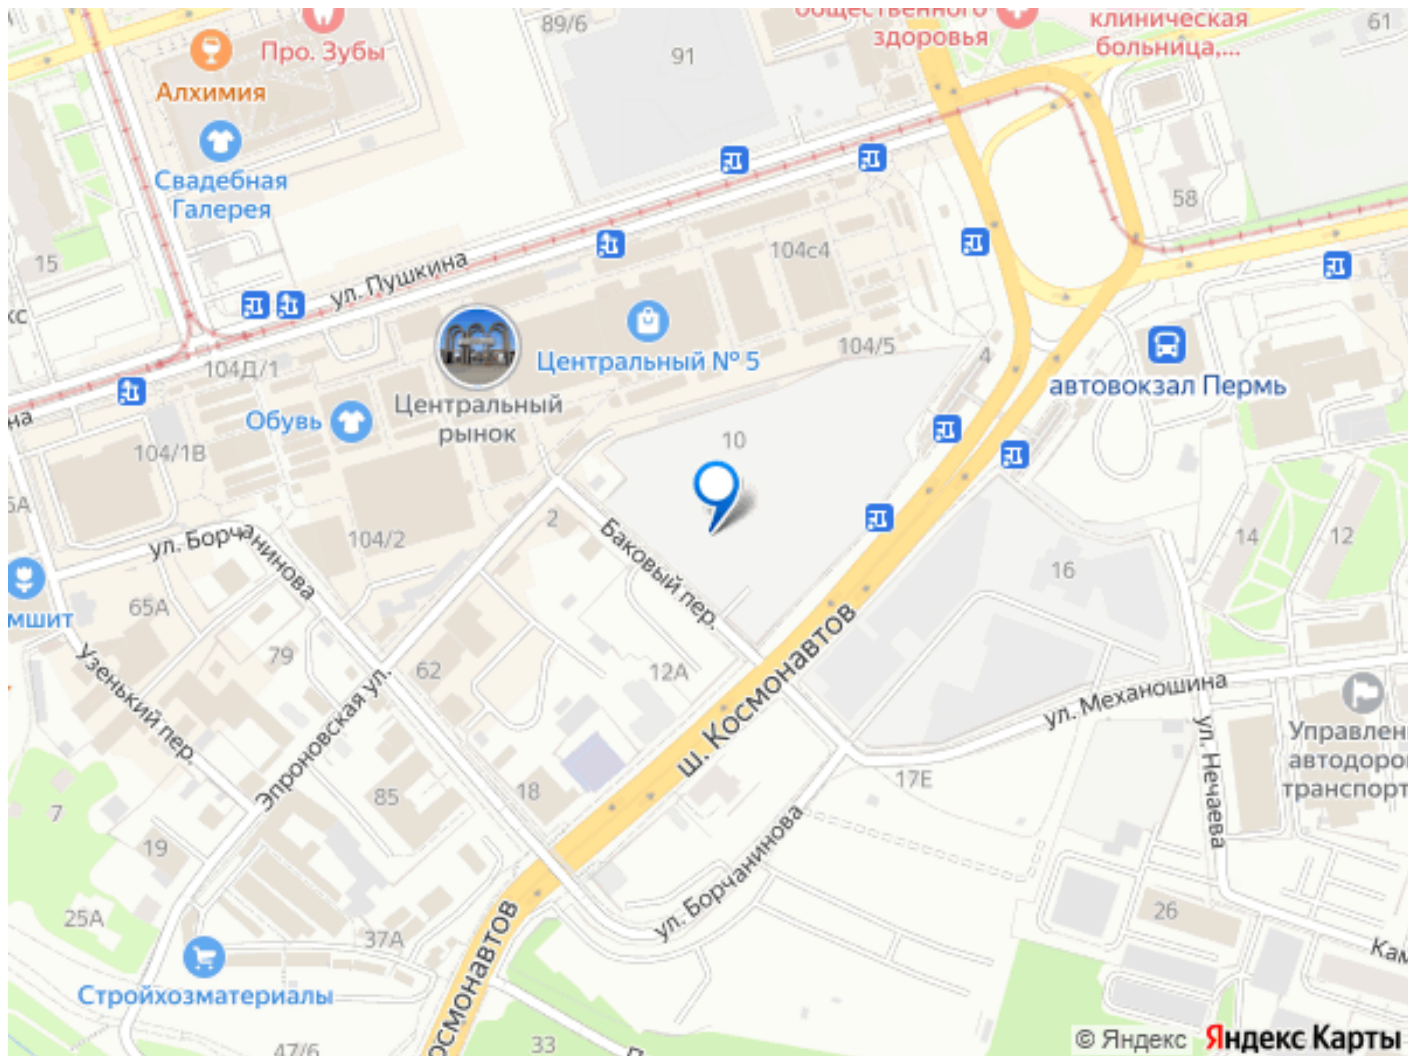 общественного
здоровья
клиническая
больница,...
61
89/6
91
Про. Зубы
Алхимия
Свадебная
Галерея
15
58
104с4
ул. Пушкина
104Д/1
Центральный № 5
104/5
4
автовокзал Пермь
Обувь
Центральный
рынок
104/1В
10
2
104/2
ул. Борчанинова
Баковый пер.
14
12
16
65А
мшит
79
62
12А
Узенький пер.
Эпроновская ул.
ш. Космонавтов
ул. Механошина
ул. Нечаева
Управлен
автодоро
транспорт
17Е
7
85
18
19
ул. Борчанинова
25А
37А
26
Кам
Стройхозматериалы
осмонавтов
47/6
33
© Яндекс Яндекс Карты